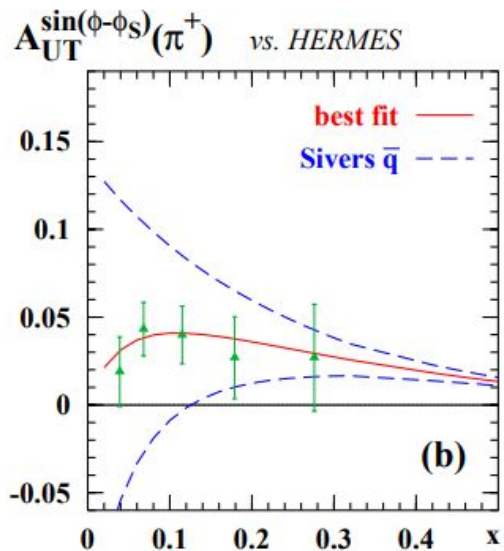 A_UT^sin(ϕ-ϕ_S)(π⁺) vs. HERMES
0.15
best fit
Sivers q̅
0.1
0.05
0
(b)
-0.05
0 0.1 0.2 0.3 0.4 x